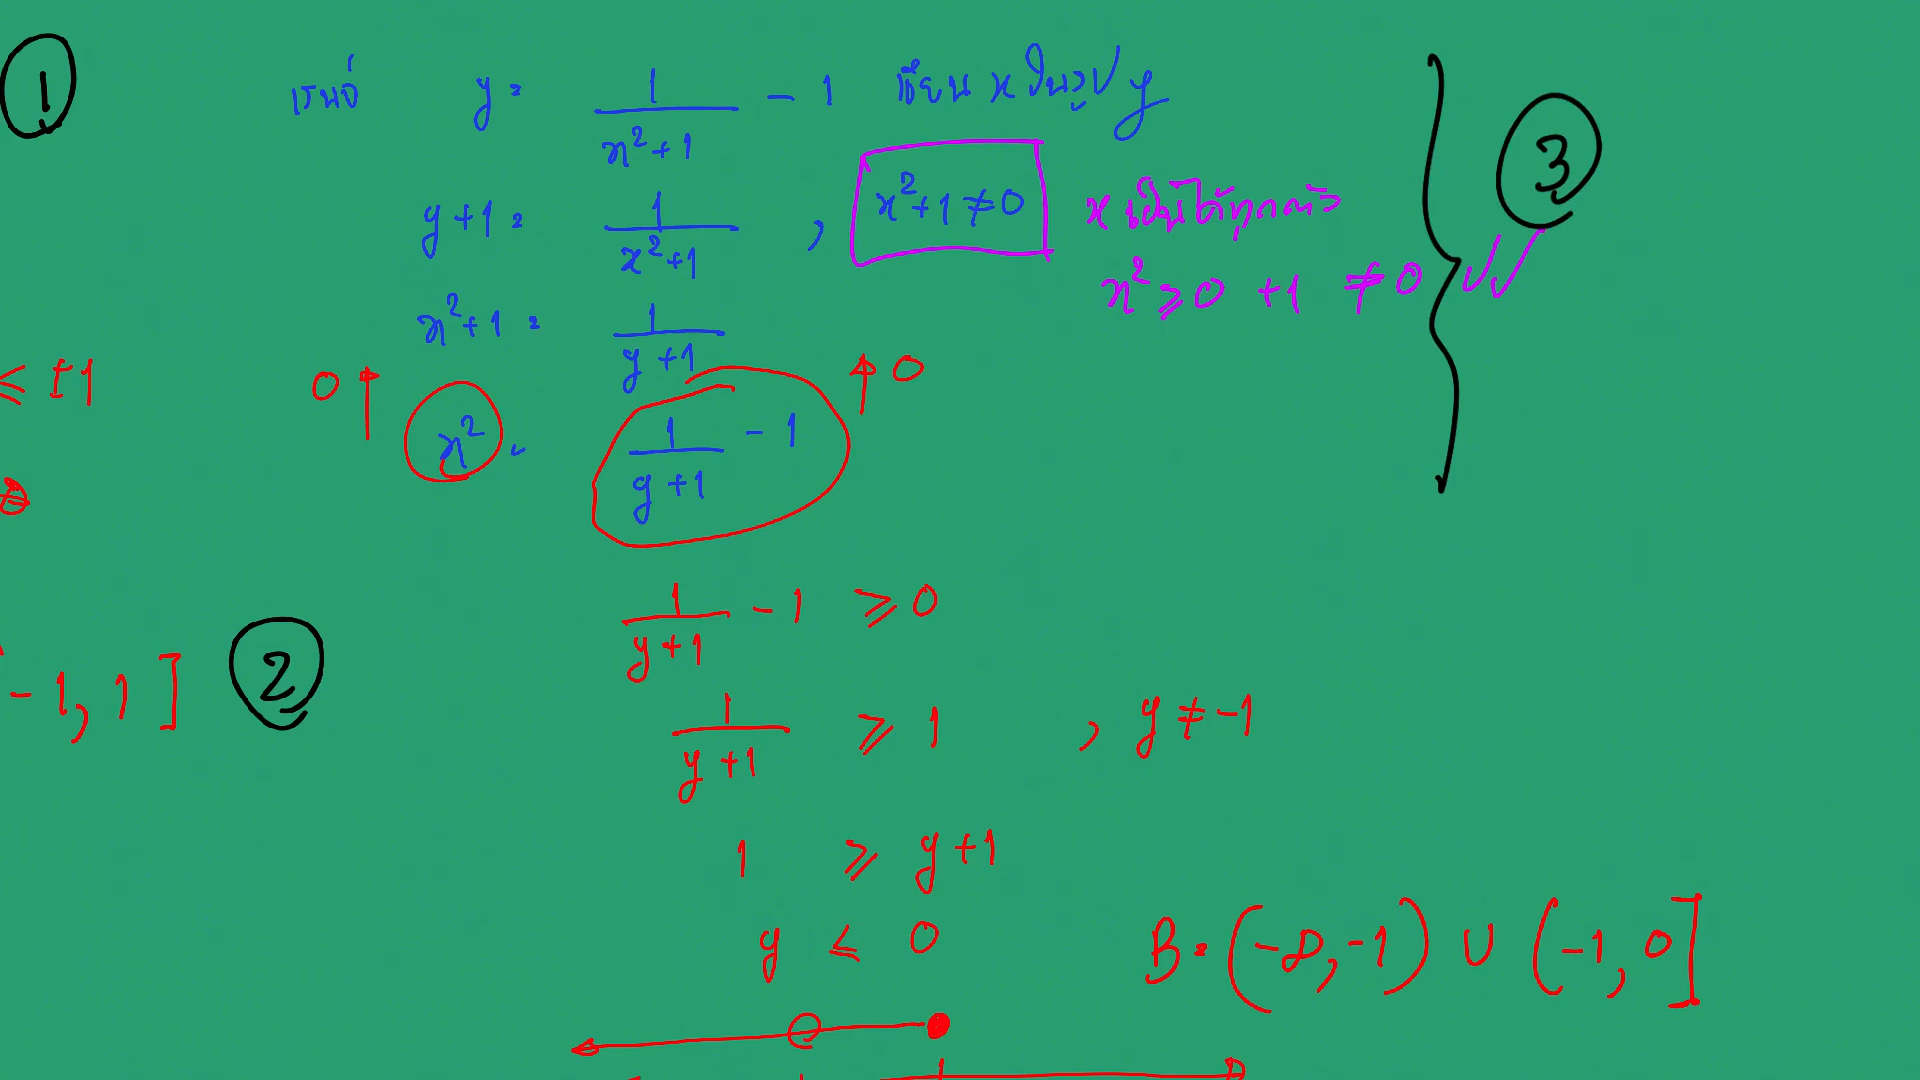 1
เรนจ์ y = 1/(x²+1) - 1 เขียน x ในรูป y
y + 1 = 1/(x²+1) , x²+1 ≠ 0 x เป็นได้ทุกตัว
x² ≥ 0 + 1 ≠ 0
3
x²+1 = 1/(y+1)
≤ +1
0 ↑ x² = 1/(y+1) - 1 ↑ 0
1/(y+1) - 1 ≥ 0
-1, 1]
2
1/(y+1) ≥ 1 , y ≠ -1
1 ≥ y+1
y ≤ 0
B = (-∞, -1) ∪ (-1, 0]